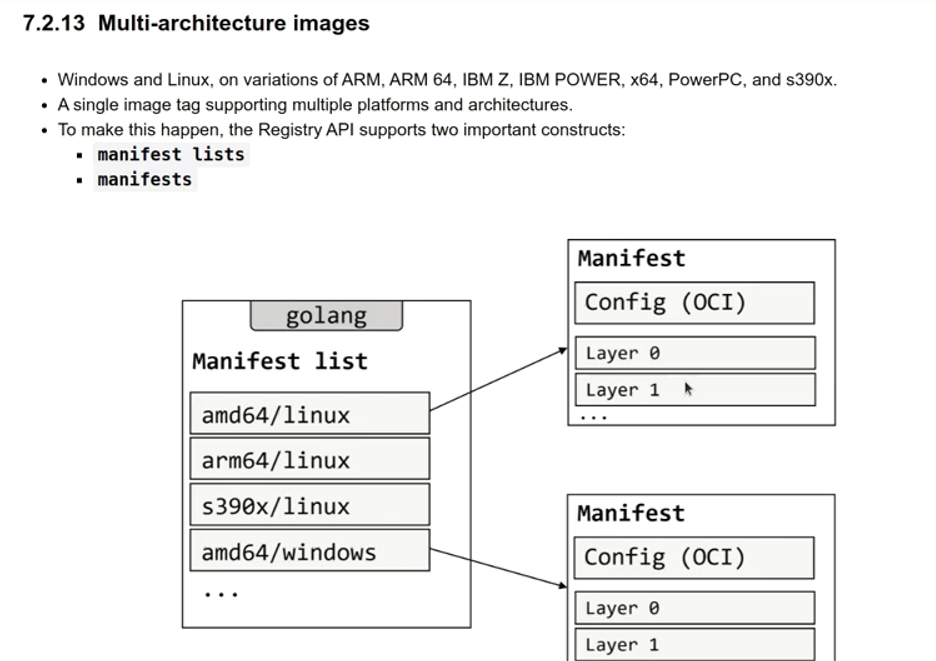 7.2.13 Multi-architecture images
• Windows and Linux, on variations of ARM, ARM 64, IBM Z, IBM POWER, x64, PowerPC, and s390x.
• A single image tag supporting multiple platforms and architectures.
• To make this happen, the Registry API supports two important constructs:
▪ manifest lists
▪ manifests
golang
Manifest list
amd64/linux
arm64/linux
s390x/linux
amd64/windows
...
Manifest
Config (OCI)
Layer 0
Layer 1
...
Manifest
Config (OCI)
Layer 0
Layer 1